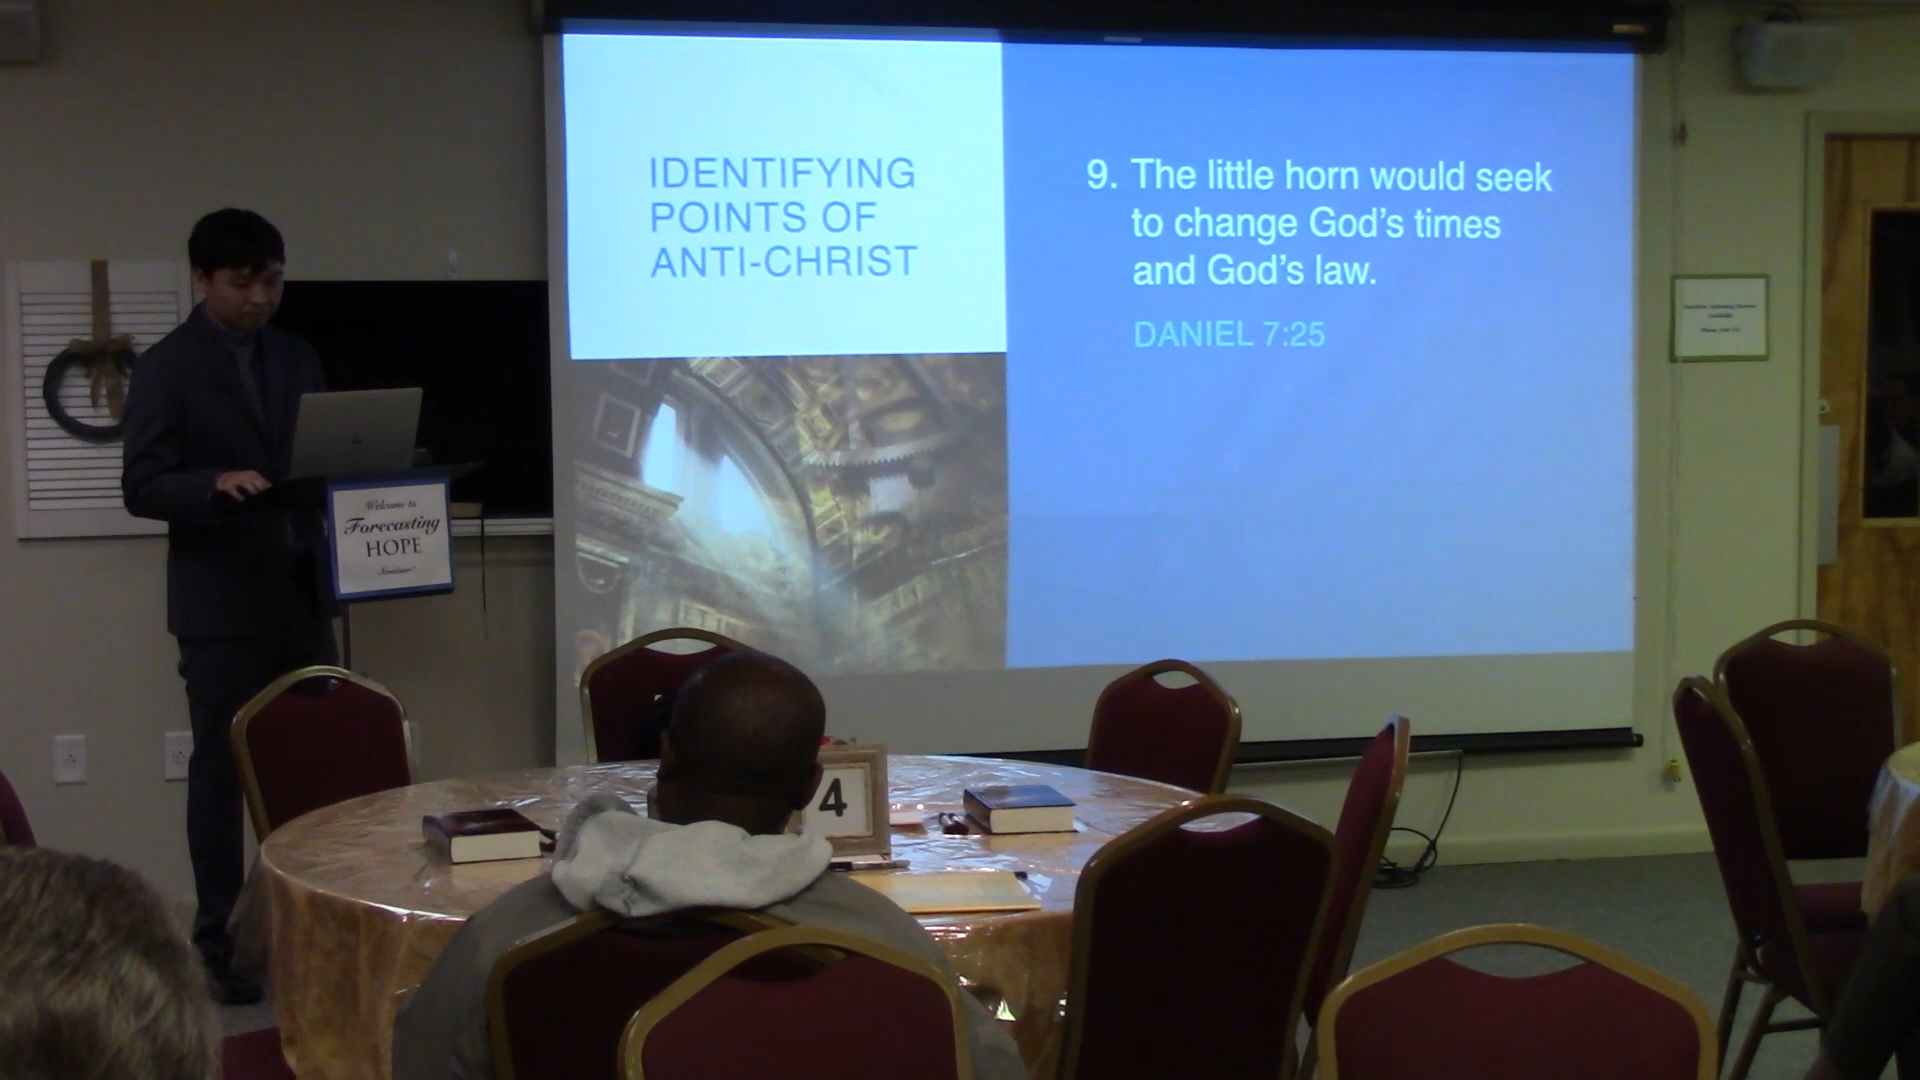 IDENTIFYING
POINTS OF
ANTI-CHRIST
9. The little horn would seek
to change God's times
and God's law.
DANIEL 7:25
Welcome to
Forecasting
HOPE
Seminar!
4